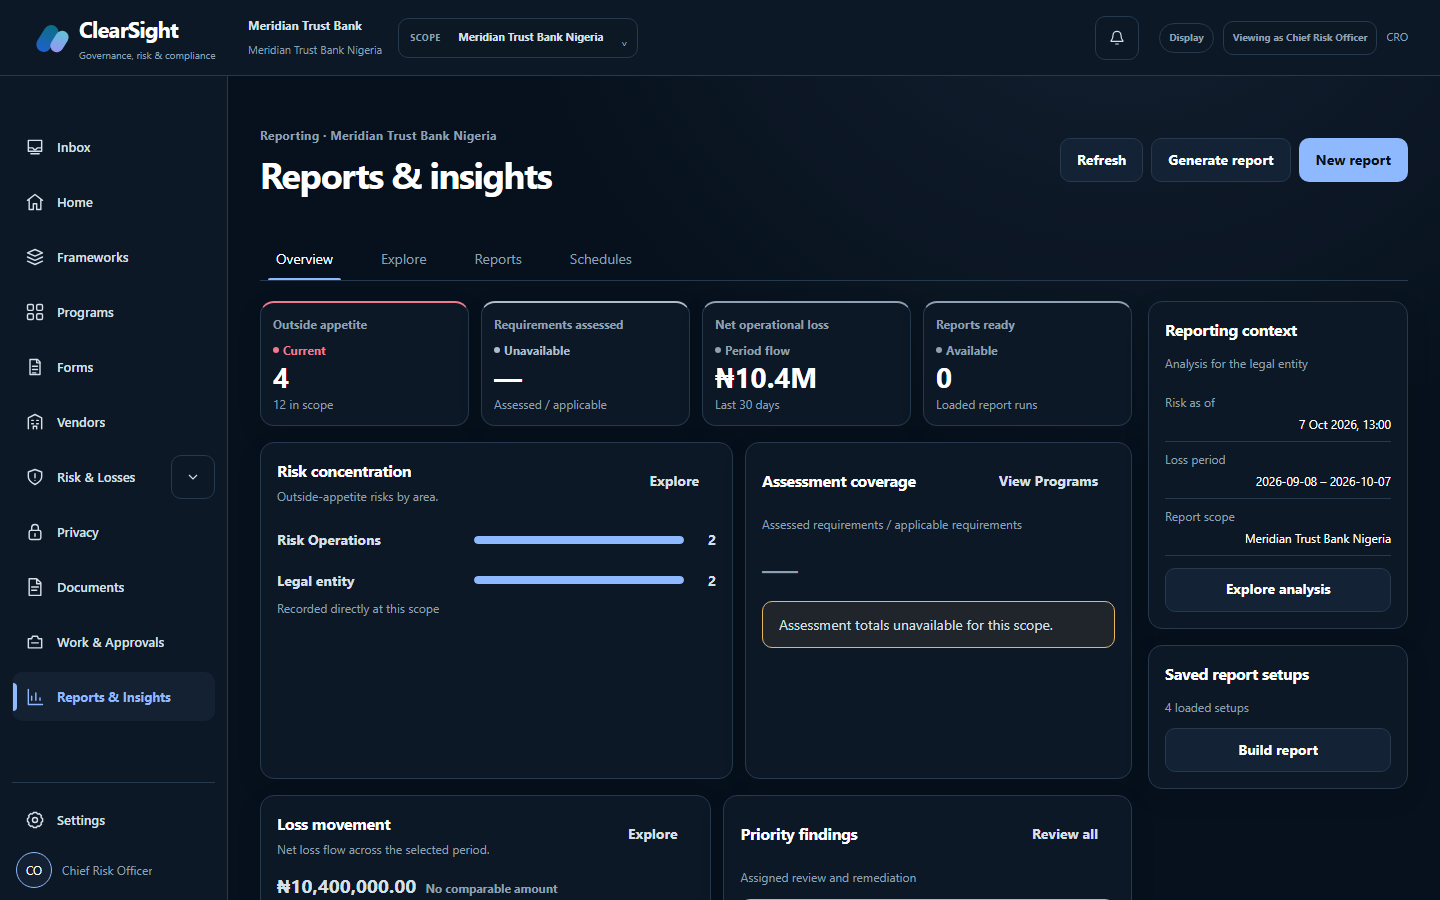 ClearSight
Governance, risk & compliance
Meridian Trust Bank
Meridian Trust Bank Nigeria
SCOPE
Meridian Trust Bank Nigeria
Display
Viewing as Chief Risk Officer
CRO
Inbox
Home
Frameworks
Programs
Forms
Vendors
Risk & Losses
Privacy
Documents
Work & Approvals
Reports & Insights
Settings
CO
Chief Risk Officer
Reporting · Meridian Trust Bank Nigeria
Reports & insights
Refresh
Generate report
New report
Overview
Explore
Reports
Schedules
Outside appetite
Current
4
12 in scope
Requirements assessed
Unavailable
—
Assessed / applicable
Net operational loss
Period flow
₦10.4M
Last 30 days
Reports ready
Available
0
Loaded report runs
Risk concentration
Outside-appetite risks by area.
Explore
Risk Operations
2
Legal entity
2
Recorded directly at this scope
Assessment coverage
View Programs
Assessed requirements / applicable requirements
—
Assessment totals unavailable for this scope.
Reporting context
Analysis for the legal entity
Risk as of
7 Oct 2026, 13:00
Loss period
2026-09-08 – 2026-10-07
Report scope
Meridian Trust Bank Nigeria
Explore analysis
Saved report setups
4 loaded setups
Build report
Loss movement
Net loss flow across the selected period.
Explore
₦10,400,000.00 No comparable amount
Priority findings
Review all
Assigned review and remediation